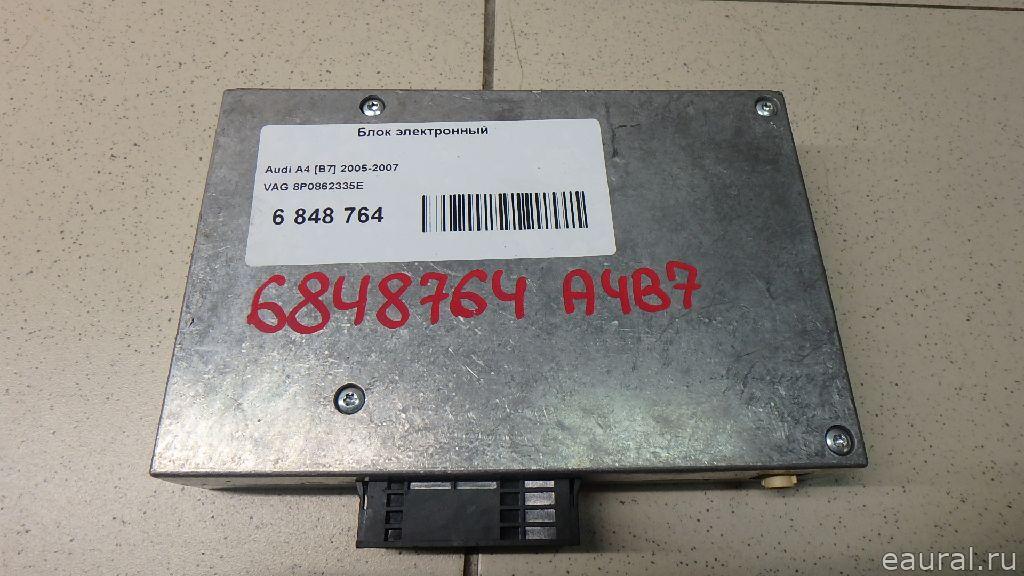 Блок электронный
Audi A4 [B7] 2005-2007
VAG 8P0862335E
6 848 764
6848764 A4B7
eaural.ru